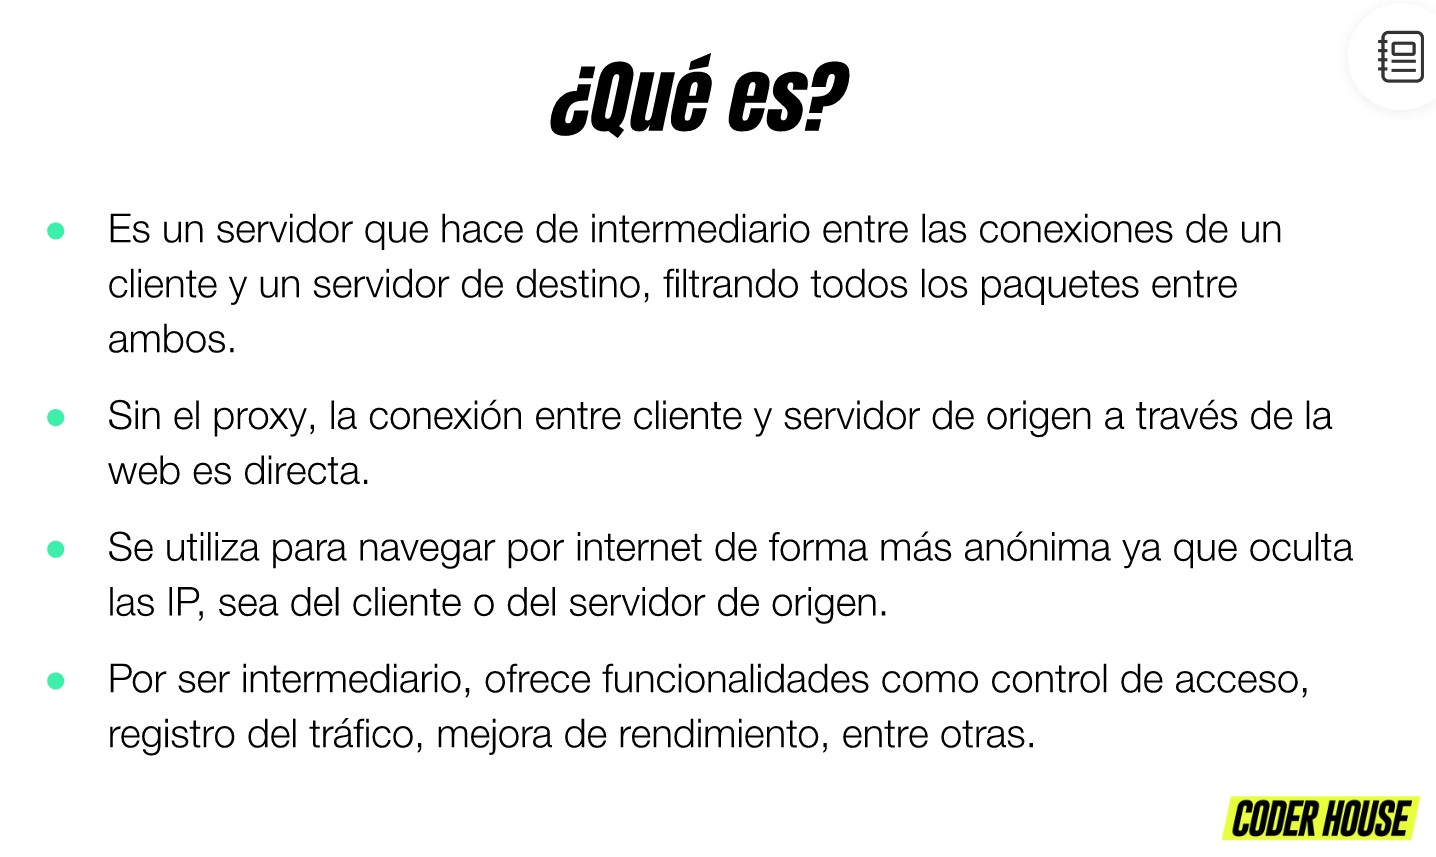 ¿Qué es?
● Es un servidor que hace de intermediario entre las conexiones de un
cliente y un servidor de destino, filtrando todos los paquetes entre
ambos.
● Sin el proxy, la conexión entre cliente y servidor de origen a través de la
web es directa.
● Se utiliza para navegar por internet de forma más anónima ya que oculta
las IP, sea del cliente o del servidor de origen.
● Por ser intermediario, ofrece funcionalidades como control de acceso,
registro del tráfico, mejora de rendimiento, entre otras.
CODER HOUSE